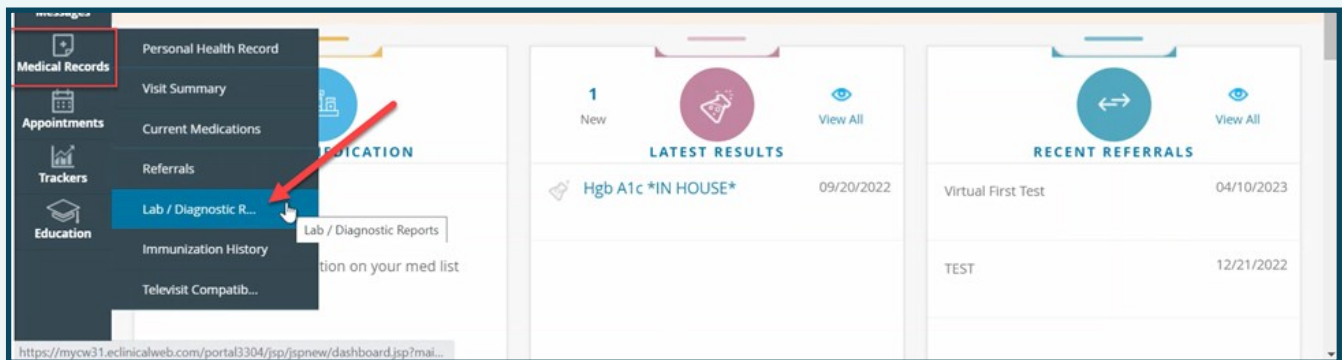 Messages
Medical Records
Appointments
Trackers
Education
Personal Health Record
Visit Summary
Current Medications
Referrals
Lab / Diagnostic R...
Immunization History
Televisit Compatib...
Lab / Diagnostic Reports
EDICATION
tion on your med list
1
New
View All
LATEST RESULTS
Hgb A1c *IN HOUSE* 09/20/2022
View All
RECENT REFERRALS
Virtual First Test 04/10/2023
TEST 12/21/2022
https://mycw31.eclinicalweb.com/portal3304/jsp/jspnew/dashboard.jsp?mai...